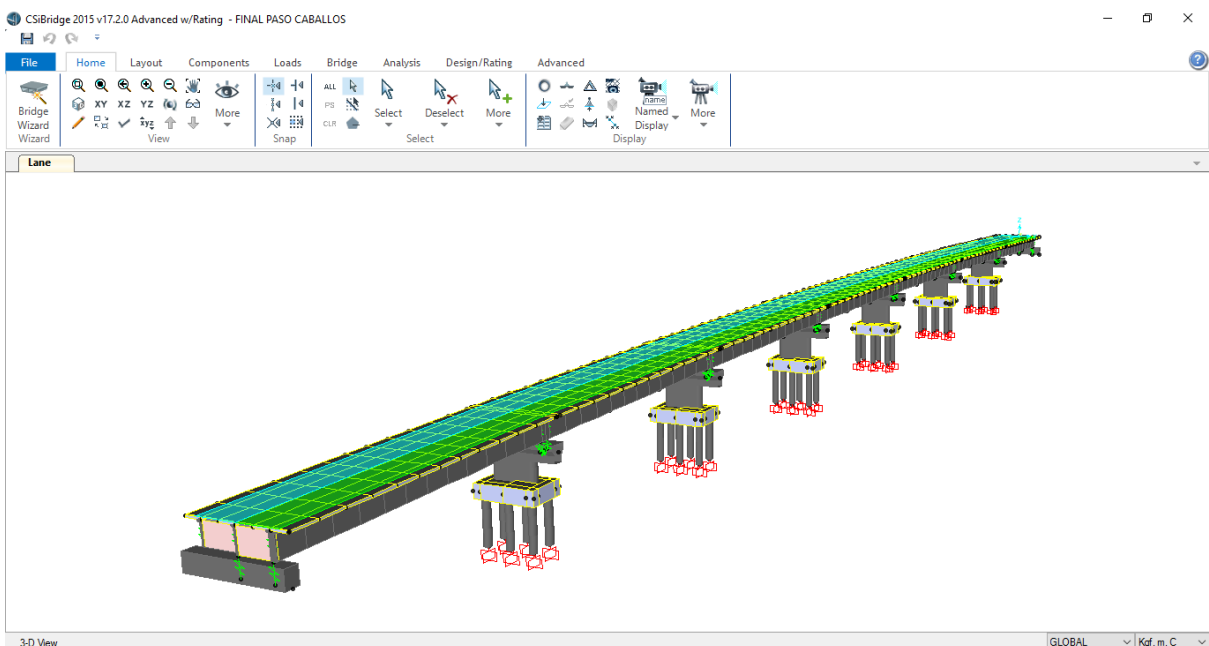 CSiBridge 2015 v17.2.0 Advanced w/Rating - FINAL PASO CABALLOS
File Home Layout Components Loads Bridge Analysis Design/Rating Advanced
Bridge Wizard
XY XZ YZ
xyz
More
ALL
PS
CLR
Select
Deselect
More
name
Named Display
More
Wizard View Snap Select Display
Lane
3-D View
GLOBAL
Kgf, m, C